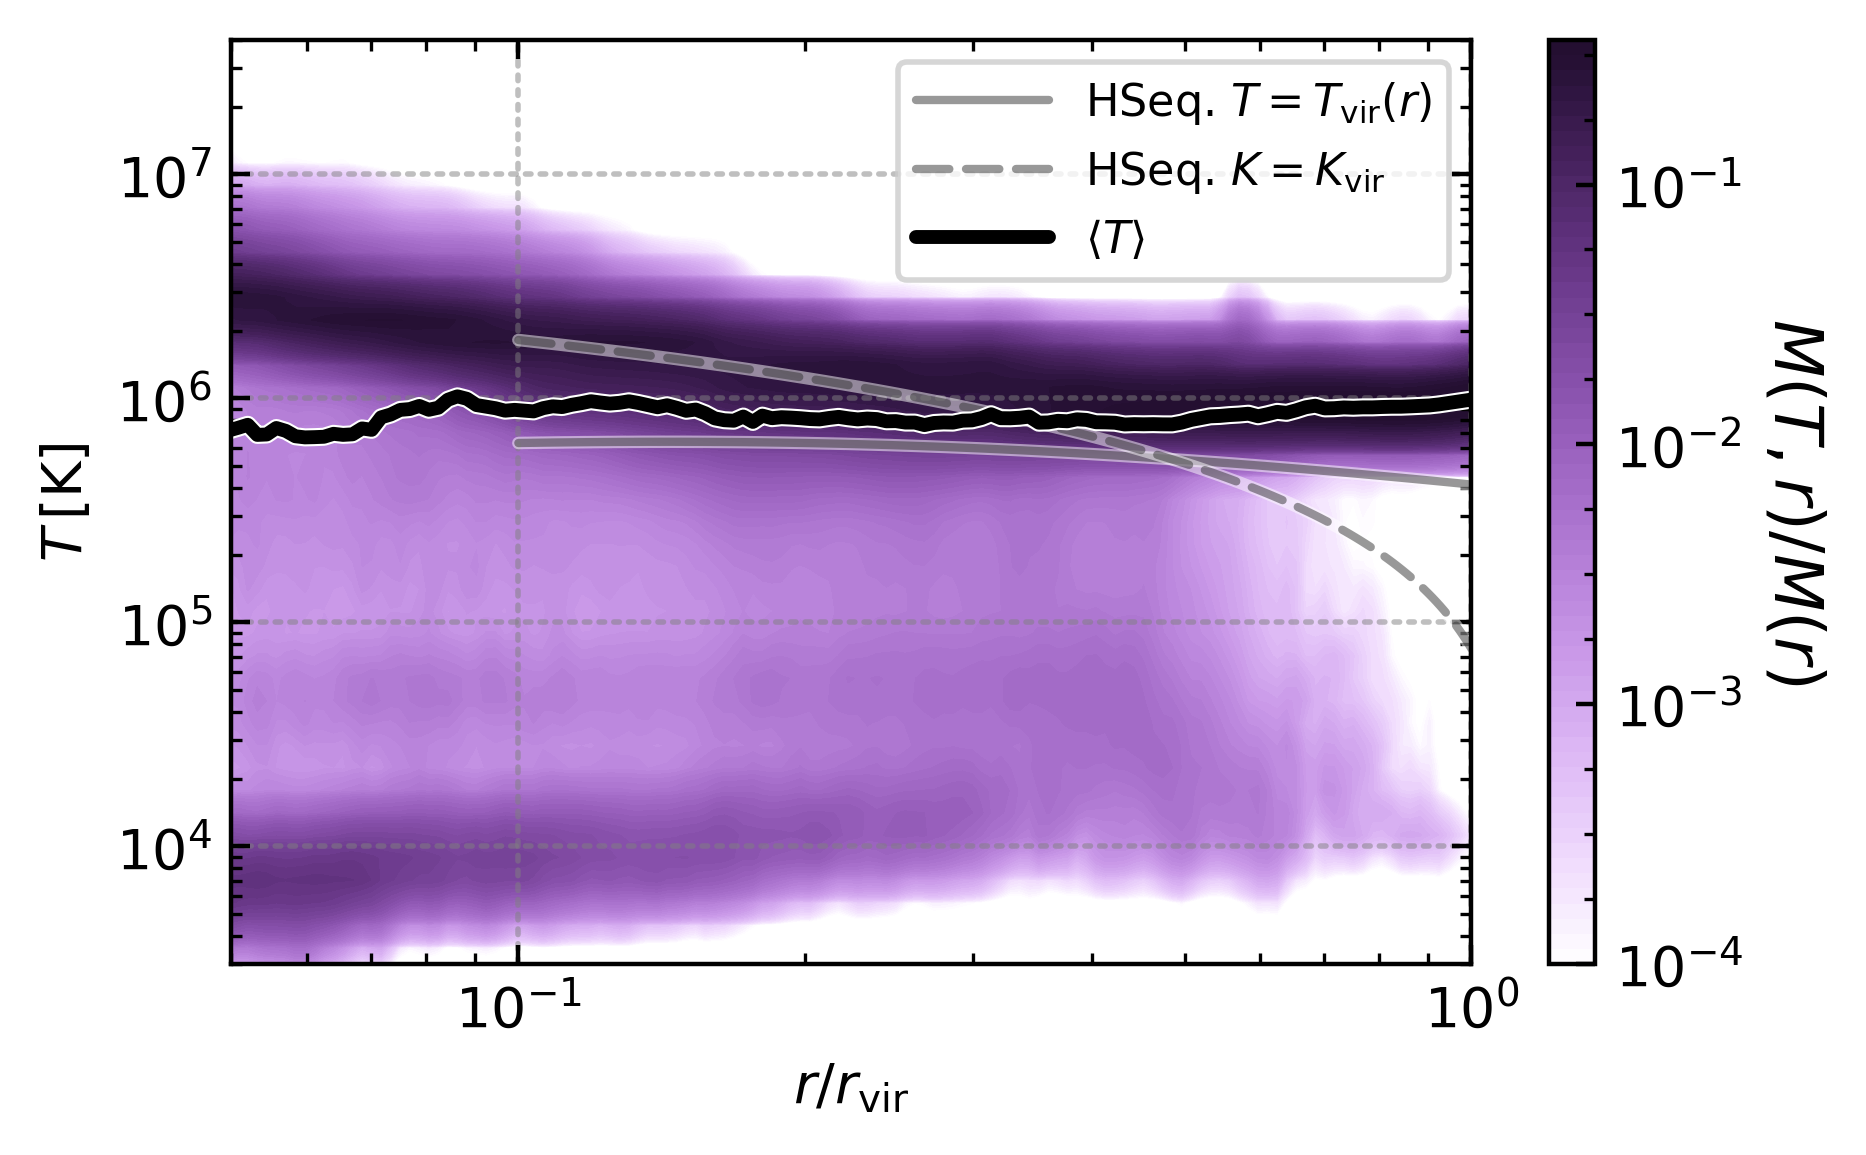 HSeq. T = T_vir(r)
HSeq. K = K_vir
⟨T⟩
10^7
10^6
10^5
10^4
T [K]
10^-1
10^0
r/r_vir
10^-1
10^-2
10^-3
10^-4
M(T, r)/M(r)